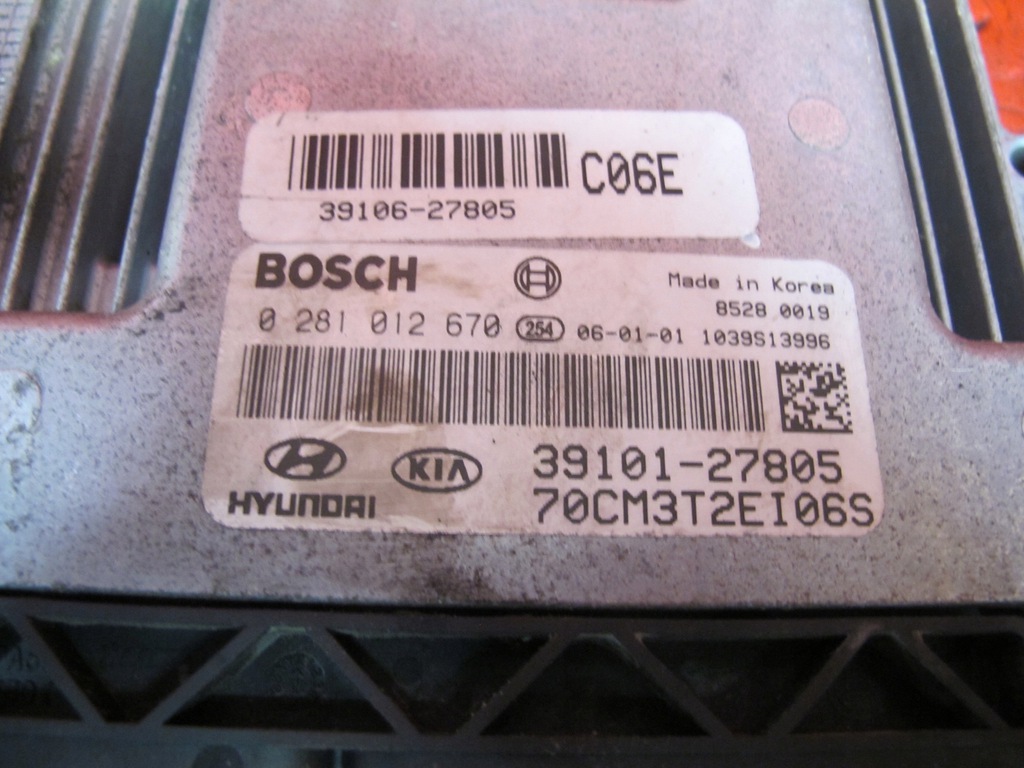 C06E
39106-27805
BOSCH
Made in Korea
8528 0019
0 281 012 670 254 06-01-01 1039S13996
HYUNDAI KIA 39101-27805
70CM3T2EI06S